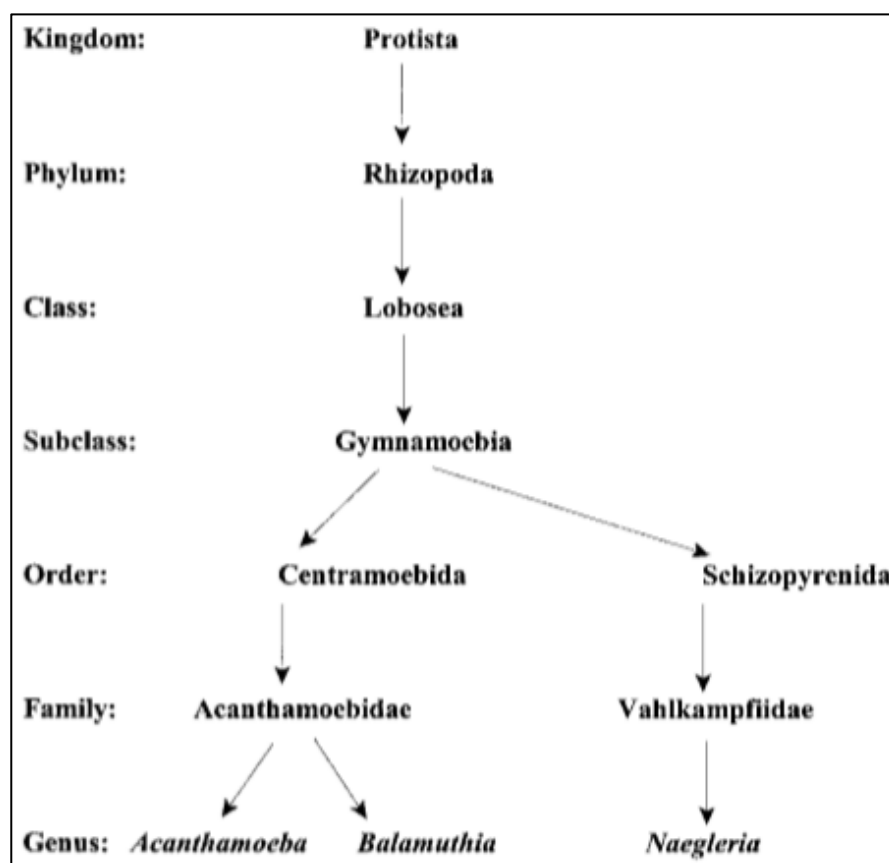 Kingdom: Protista
Phylum: Rhizopoda
Class: Lobosea
Subclass: Gymnamoebia
Order: Centramoebida Schizopyrenida
Family: Acanthamoebidae Vahlkampfiidae
Genus: Acanthamoeba Balamuthia Naegleria